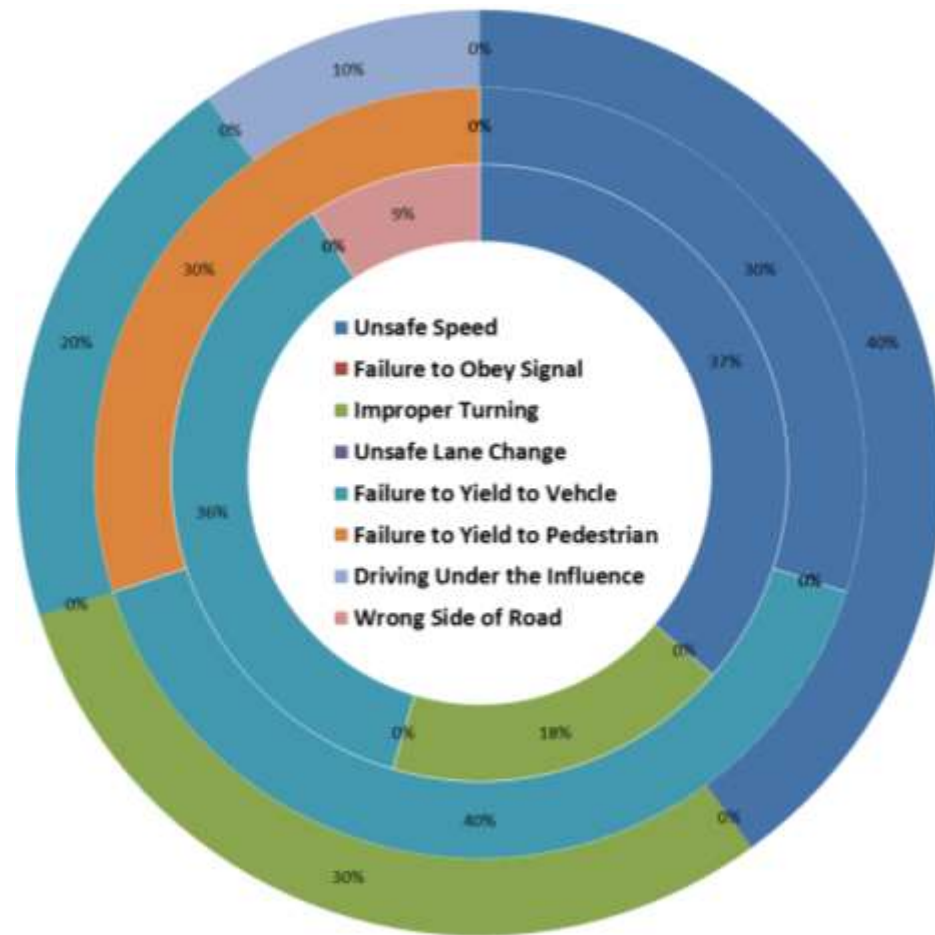 0%
10%
0%
0%
9%
0%
30%
30%
20%
40%
37%
Unsafe Speed
Failure to Obey Signal
Improper Turning
Unsafe Lane Change
Failure to Yield to Vehcle
Failure to Yield to Pedestrian
Driving Under the Influence
Wrong Side of Road
36%
0%
0%
0%
0%
18%
40%
0%
30%